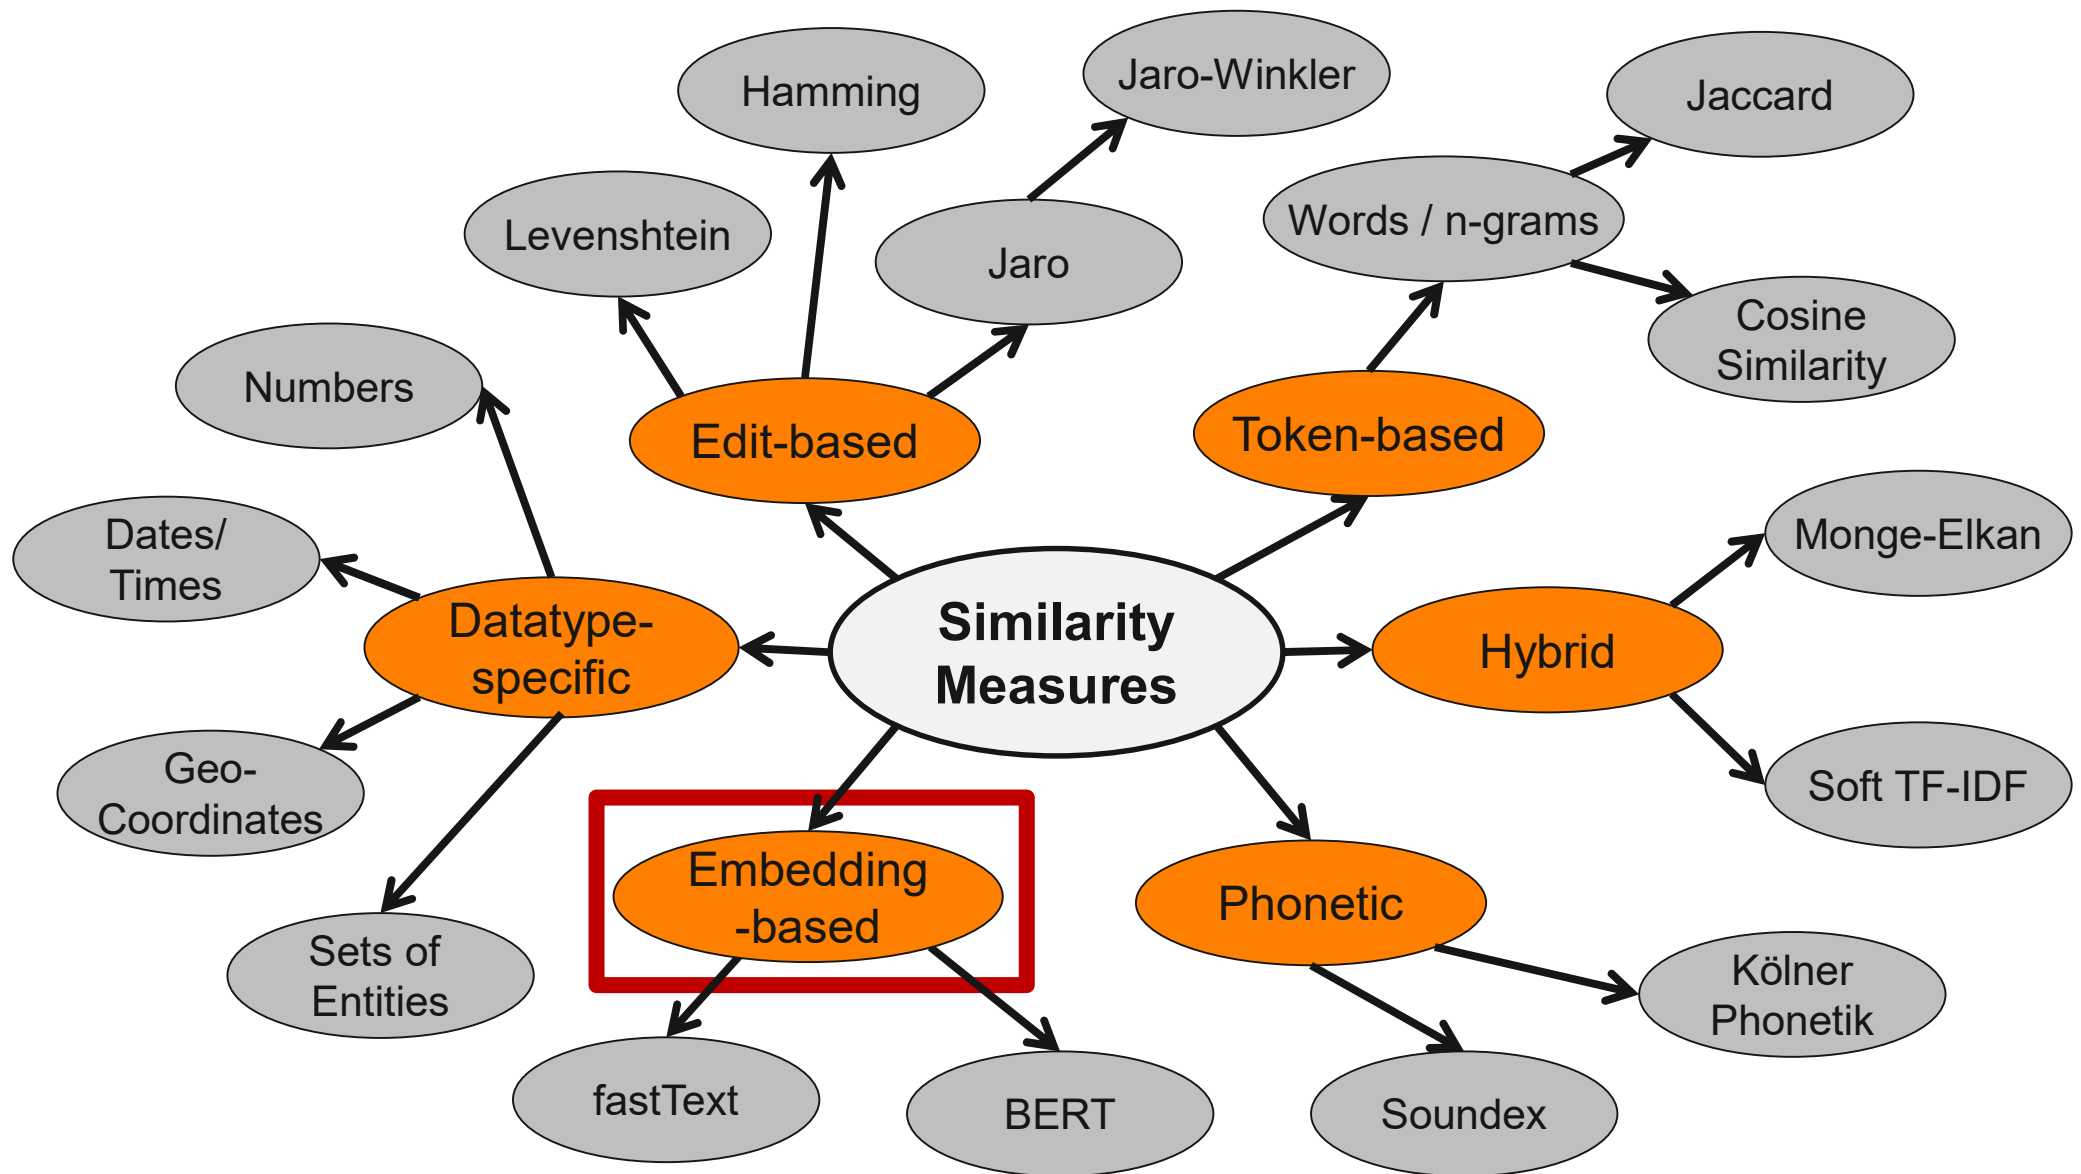 Hamming
Jaro-Winkler
Jaccard
Levenshtein
Jaro
Words / n-grams
Cosine
Similarity
Numbers
Edit-based
Token-based
Dates/
Times
Monge-Elkan
Datatype-
specific
Similarity
Measures
Hybrid
Geo-
Coordinates
Soft TF-IDF
Embedding
-based
Phonetic
Sets of
Entities
Kölner
Phonetik
fastText
BERT
Soundex